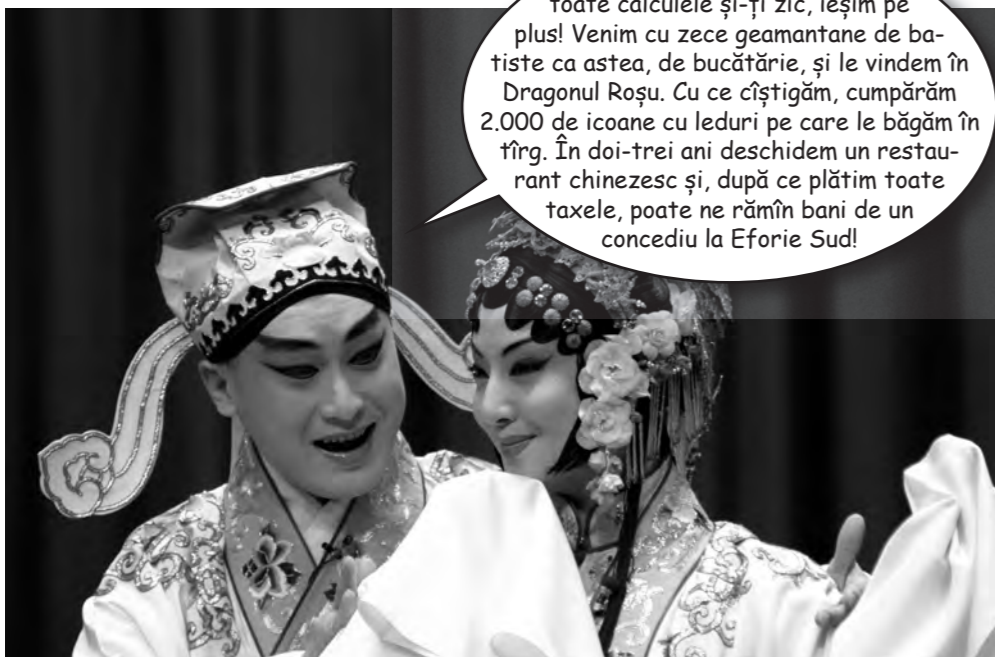 toate calculele și-ți zic, ieșim pe
plus! Venim cu zece geamantane de ba-
tiste ca astea, de bucătărie, și le vindem în
Dragonul Roșu. Cu ce cîștigăm, cumpărăm
2.000 de icoane cu leduri pe care le băgăm în
tîrg. În doi-trei ani deschidem un restau-
rant chinezesc și, după ce plătim toate
taxele, poate ne rămîn bani de un
concediu la Eforie Sud!